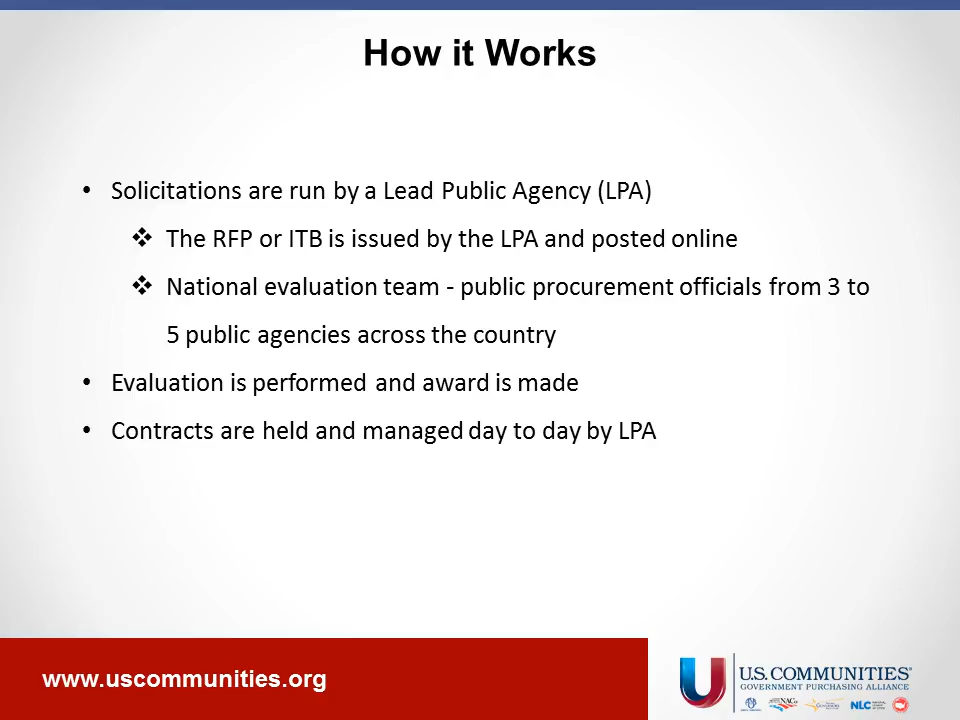 How it Works
• Solicitations are run by a Lead Public Agency (LPA)
❖ The RFP or ITB is issued by the LPA and posted online
❖ National evaluation team - public procurement officials from 3 to
5 public agencies across the country
• Evaluation is performed and award is made
• Contracts are held and managed day to day by LPA
www.uscommunities.org
U.S. COMMUNITIES®
GOVERNMENT PURCHASING ALLIANCE
NACo
NLC